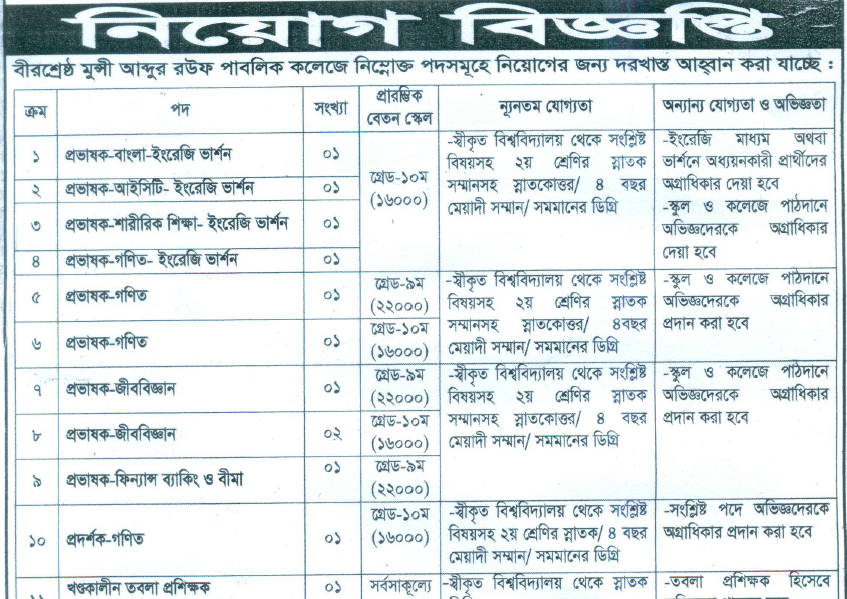 নিয়োগ বিজ্ঞপ্তি
বীরশ্রেষ্ঠ মুন্সী আব্দুর রউফ পাবলিক কলেজে নিম্নোক্ত পদসমূহে নিয়োগের জন্য দরখাস্ত আহ্বান করা যাচ্ছে :
ক্রম পদ সংখ্যা প্রারম্ভিক বেতন স্কেল ন্যূনতম যোগ্যতা অন্যান্য যোগ্যতা ও অভিজ্ঞতা
১ প্রভাষক-বাংলা-ইংরেজি ভার্শন ০১
২ প্রভাষক-আইসিটি- ইংরেজি ভার্শন ০১
৩ প্রভাষক-শারীরিক শিক্ষা- ইংরেজি ভার্শন ০১
৪ প্রভাষক-গণিত- ইংরেজি ভার্শন ০১
গ্রেড-১০ম
(১৬০০০)
-স্বীকৃত বিশ্ববিদ্যালয় থেকে সংশ্লিষ্ট
বিষয়সহ ২য় শ্রেণির স্নাতক
সম্মানসহ স্নাতকোত্তর/ ৪ বছর
মেয়াদী সম্মান/ সমমানের ডিগ্রি
-ইংরেজি মাধ্যম অথবা
ভার্শনে অধ্যয়নকারী প্রার্থীদের
অগ্রাধিকার দেয়া হবে
-স্কুল ও কলেজে পাঠদানে
অভিজ্ঞদেরকে অগ্রাধিকার
দেয়া হবে
৫ প্রভাষক-গণিত ০১ গ্রেড-৯ম
(২২০০০)
৬ প্রভাষক-গণিত ০১ গ্রেড-১০ম
(১৬০০০)
-স্বীকৃত বিশ্ববিদ্যালয় থেকে সংশ্লিষ্ট
বিষয়সহ ২য় শ্রেণির স্নাতক
সম্মানসহ স্নাতকোত্তর/ ৪বছর
মেয়াদী সম্মান/ সমমানের ডিগ্রি
-স্কুল ও কলেজে পাঠদানে
অভিজ্ঞদেরকে অগ্রাধিকার
প্রদান করা হবে
৭ প্রভাষক-জীববিজ্ঞান ০১ গ্রেড-৯ম
(২২০০০)
৮ প্রভাষক-জীববিজ্ঞান ০২ গ্রেড-১০ম
(১৬০০০)
৯ প্রভাষক-ফিন্যান্স ব্যাকিং ও বীমা ০১ গ্রেড-৯ম
(২২০০০)
-স্বীকৃত বিশ্ববিদ্যালয় থেকে সংশ্লিষ্ট
বিষয়সহ ২য় শ্রেণির স্নাতক
সম্মানসহ স্নাতকোত্তর/ ৪ বছর
মেয়াদী সম্মান/ সমমানের ডিগ্রি
-স্কুল ও কলেজে পাঠদানে
অভিজ্ঞদেরকে অগ্রাধিকার
প্রদান করা হবে
১০ প্রদর্শক-গণিত ০১ গ্রেড-১০ম
(১৬০০০)
-স্বীকৃত বিশ্ববিদ্যালয় থেকে সংশ্লিষ্ট
বিষয়সহ ২য় শ্রেণির স্নাতক/ ৪ বছর
মেয়াদী সম্মান/ সমমানের ডিগ্রি
-সংশ্লিষ্ট পদে অভিজ্ঞদেরকে
অগ্রাধিকার প্রদান করা হবে
খণ্ডকালীন তবলা প্রশিক্ষক ০১ সর্বসাকূল্যে -স্বীকৃত বিশ্ববিদ্যালয় থেকে স্নাতক -তবলা প্রশিক্ষক হিসেবে